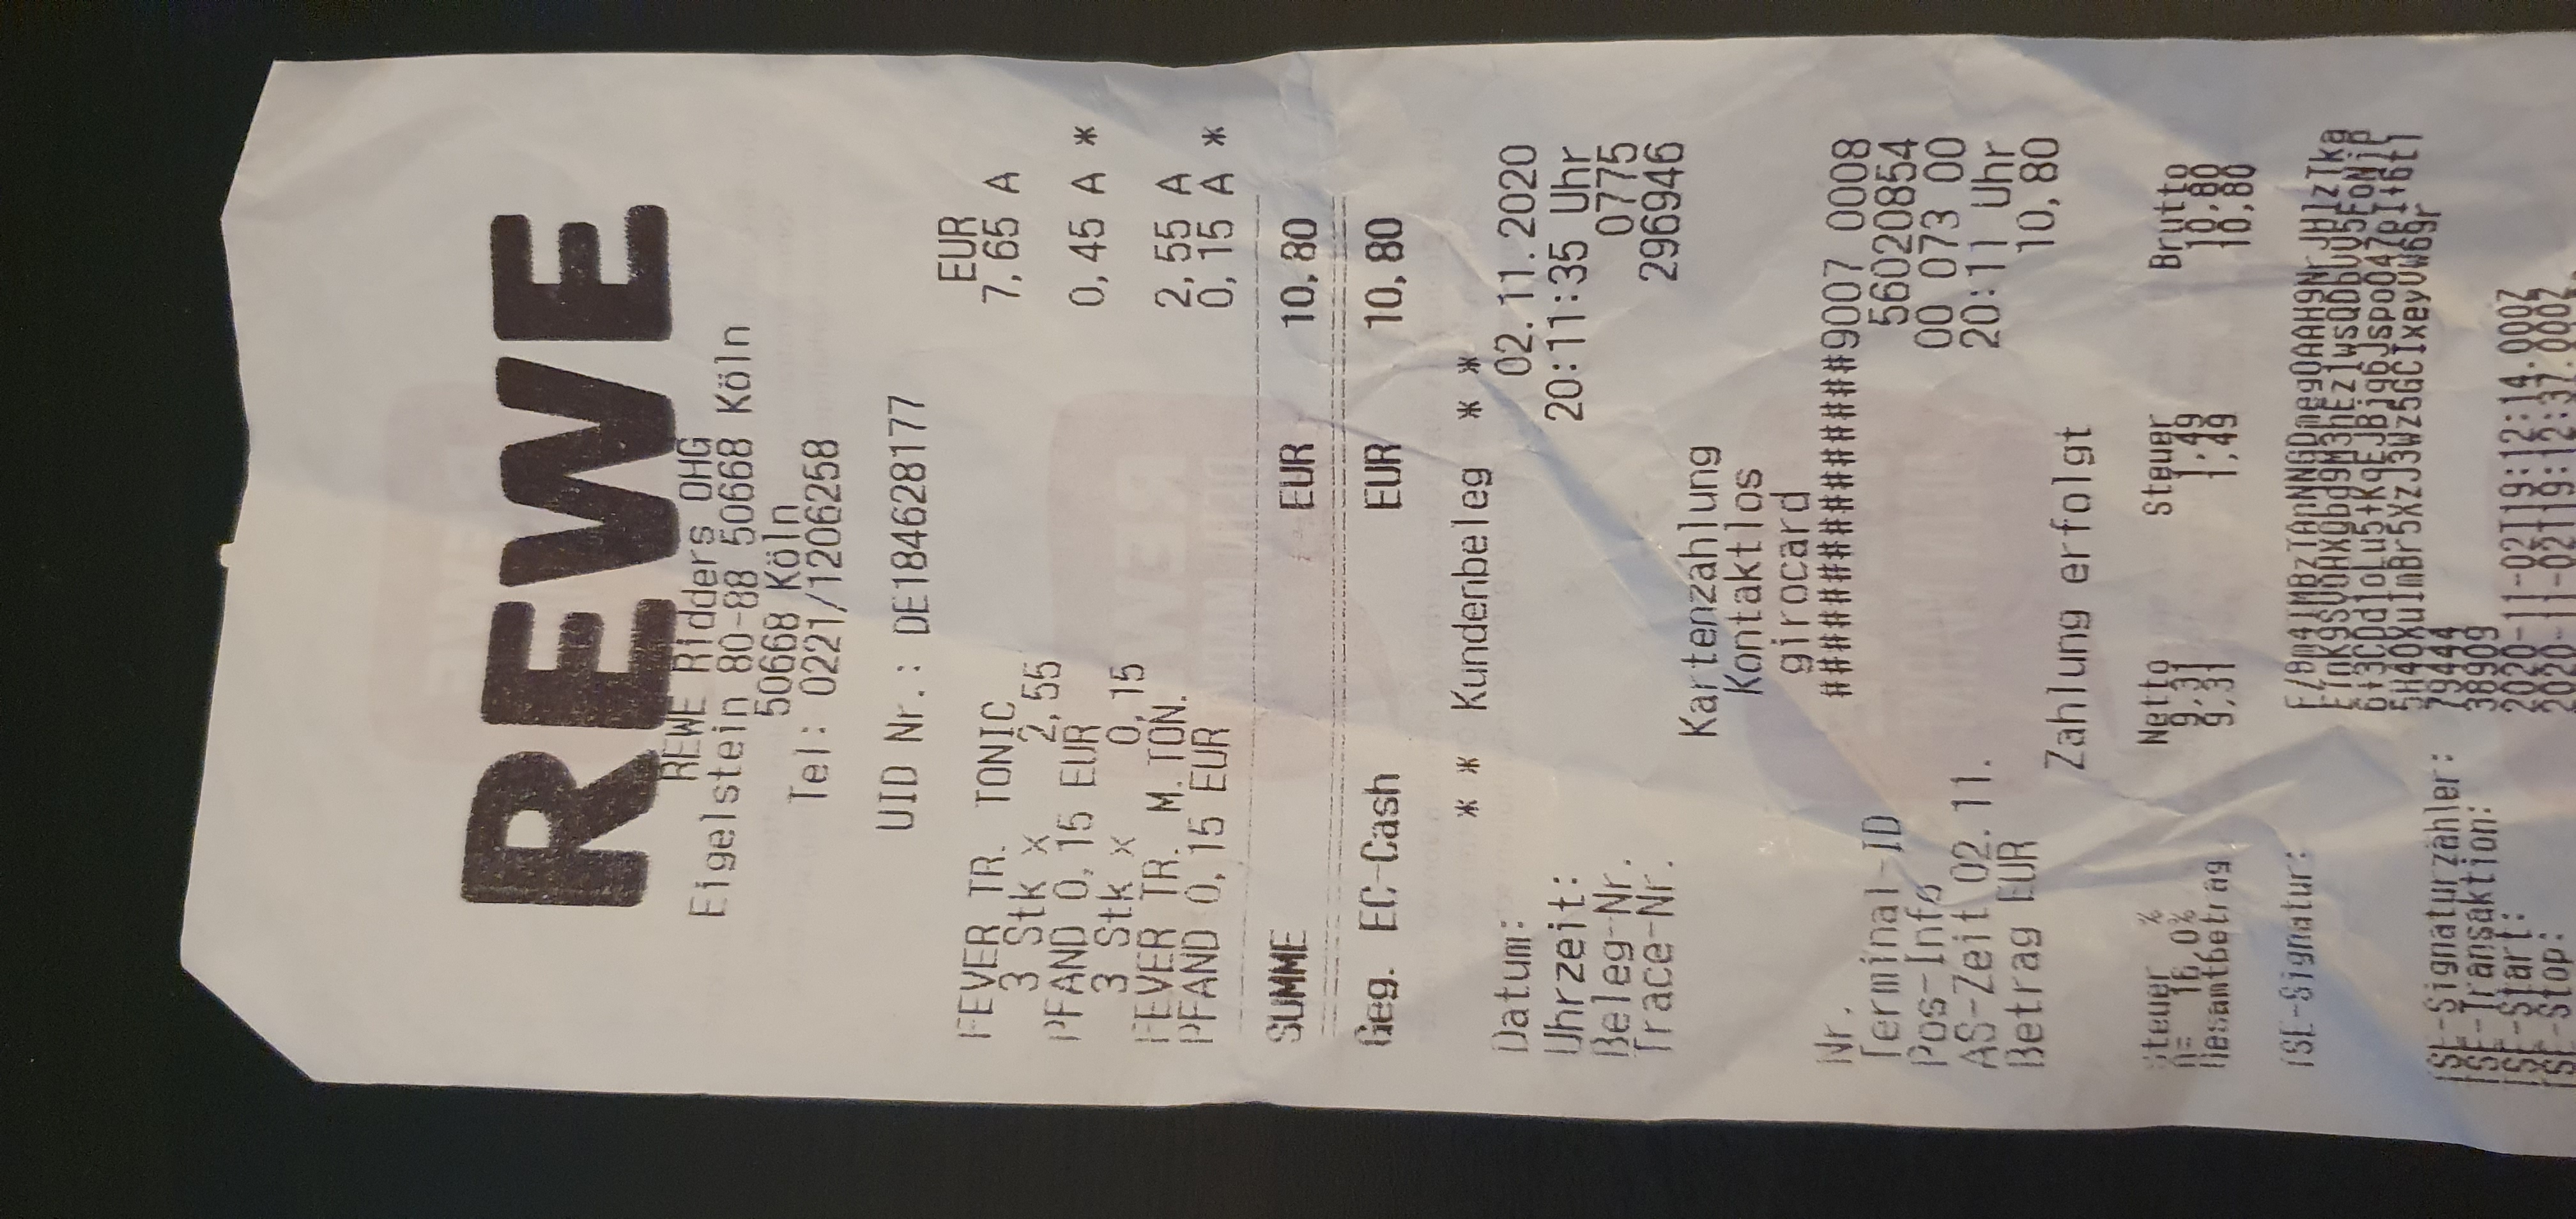 REWE
REWE Ridders OHG
Eigelstein 80-88 50668 Köln
50668 Köln
Tel: 0221/1206258
UID Nr.: DE184628177
EUR
FEVER TR. TONIC 7,65 A
3 Stk x 2,55
PFAND 0,15 EUR 0,45 A *
3 Stk x 0,15
FEVER TR. M.TON. 2,55 A
PFAND 0,15 EUR 0,15 A *
SUMME EUR 10,80
Geg. EC-Cash EUR 10,80
* * Kundenbeleg * *
Datum: 02.11.2020
Uhrzeit: 20:11:35 Uhr
Beleg-Nr. 0775
Trace-Nr. 296946
Kartenzahlung
Kontaktlos
girocard
Nr. ###############9007 0008
Terminal-ID 56020854
Pos-Info 00 073 00
AS-Zeit 02.11. 20:11 Uhr
Betrag EUR 10,80
Zahlung erfolgt
Steuer % Netto Steuer Brutto
16,0% 9,31 1,49 10,80
Gesamtbetrag 9,31 1,49 10,80
TSE-Signatur:
TSE-Signaturzähler: 79444
TSE-Transaktion: 38909
TSE-Start: 2020-11-02T19:12:14.000Z
TSE-Stop: 2020-11-02T19:12:37.000Z